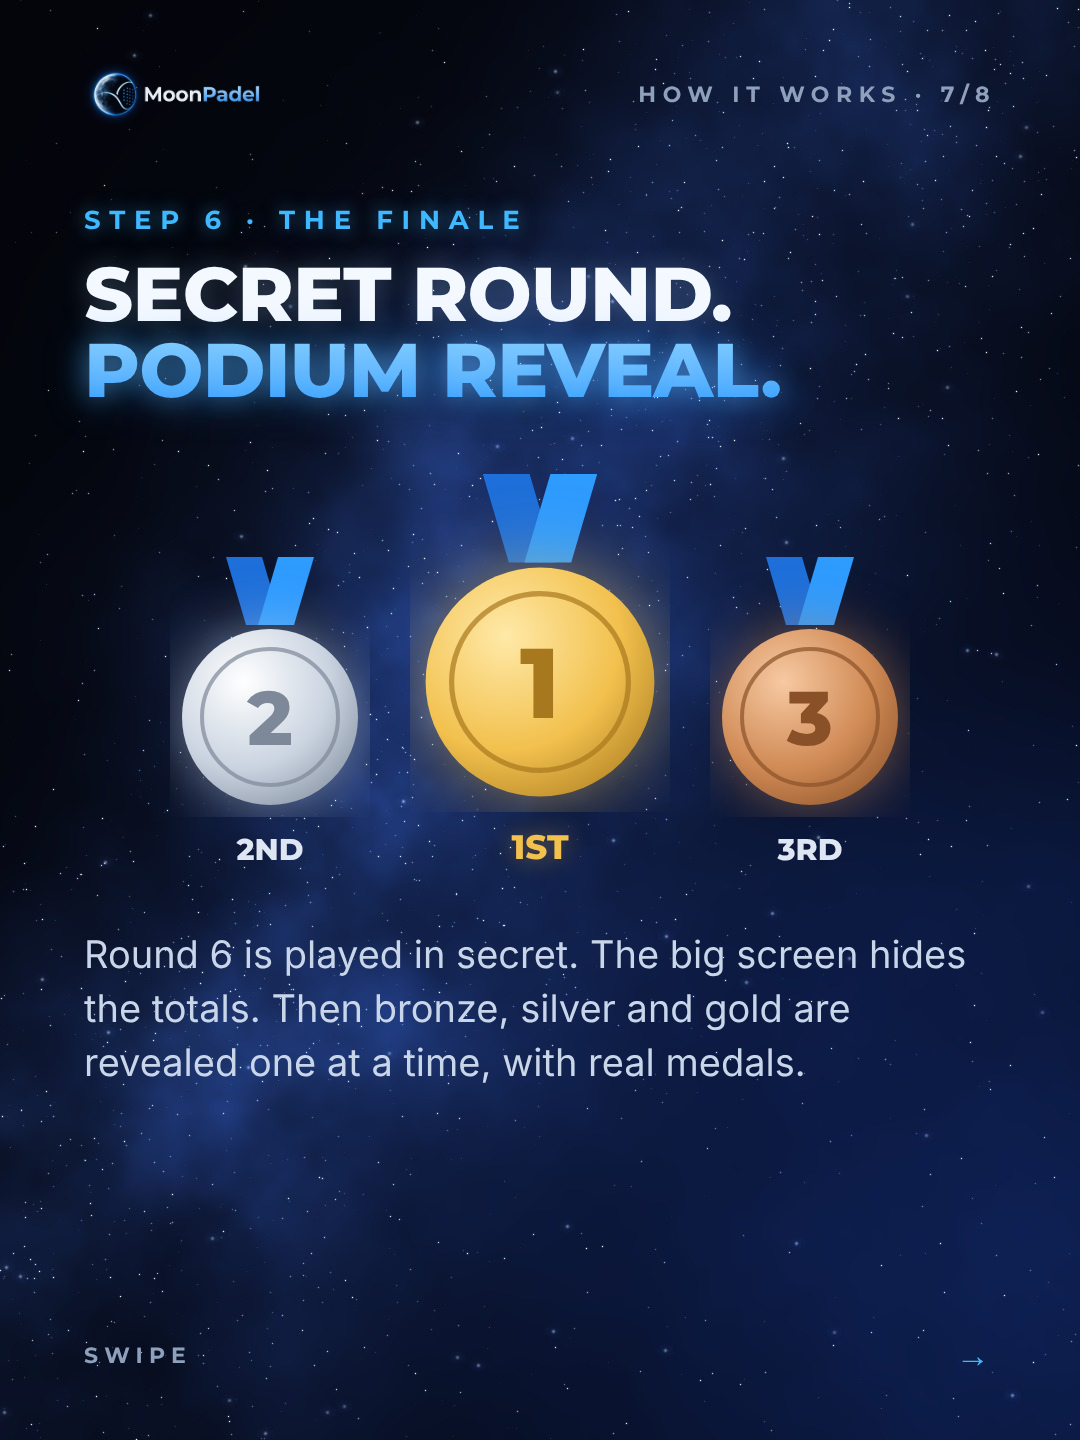 MoonPadel
HOW IT WORKS · 7/8
STEP 6 · THE FINALE
SECRET ROUND.
PODIUM REVEAL.
2
1
3
2ND
1ST
3RD
Round 6 is played in secret. The big screen hides
the totals. Then bronze, silver and gold are
revealed one at a time, with real medals.
SWIPE →